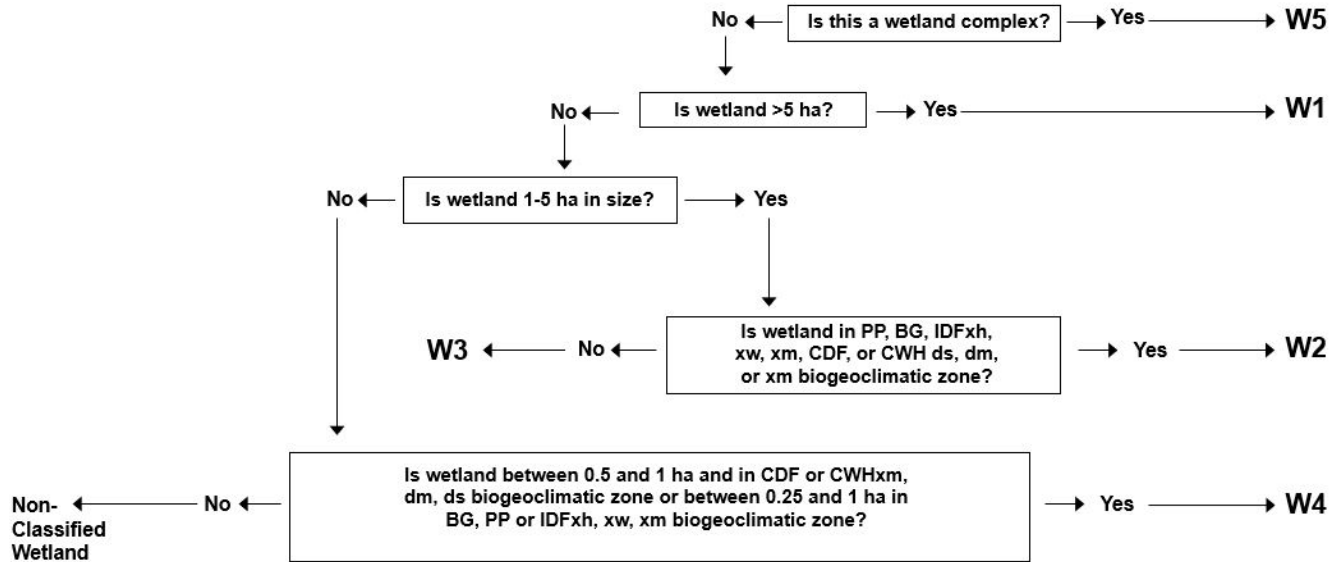 No
Is this a wetland complex?
Yes
W5
No
Is wetland >5 ha?
Yes
W1
No
Is wetland 1-5 ha in size?
Yes
W3
No
Is wetland in PP, BG, IDFxh,
xw, xm, CDF, or CWH ds, dm,
or xm biogeoclimatic zone?
Yes
W2
Non-
Classified
Wetland
No
Is wetland between 0.5 and 1 ha and in CDF or CWHxm,
dm, ds biogeoclimatic zone or between 0.25 and 1 ha in
BG, PP or IDFxh, xw, xm biogeoclimatic zone?
Yes
W4